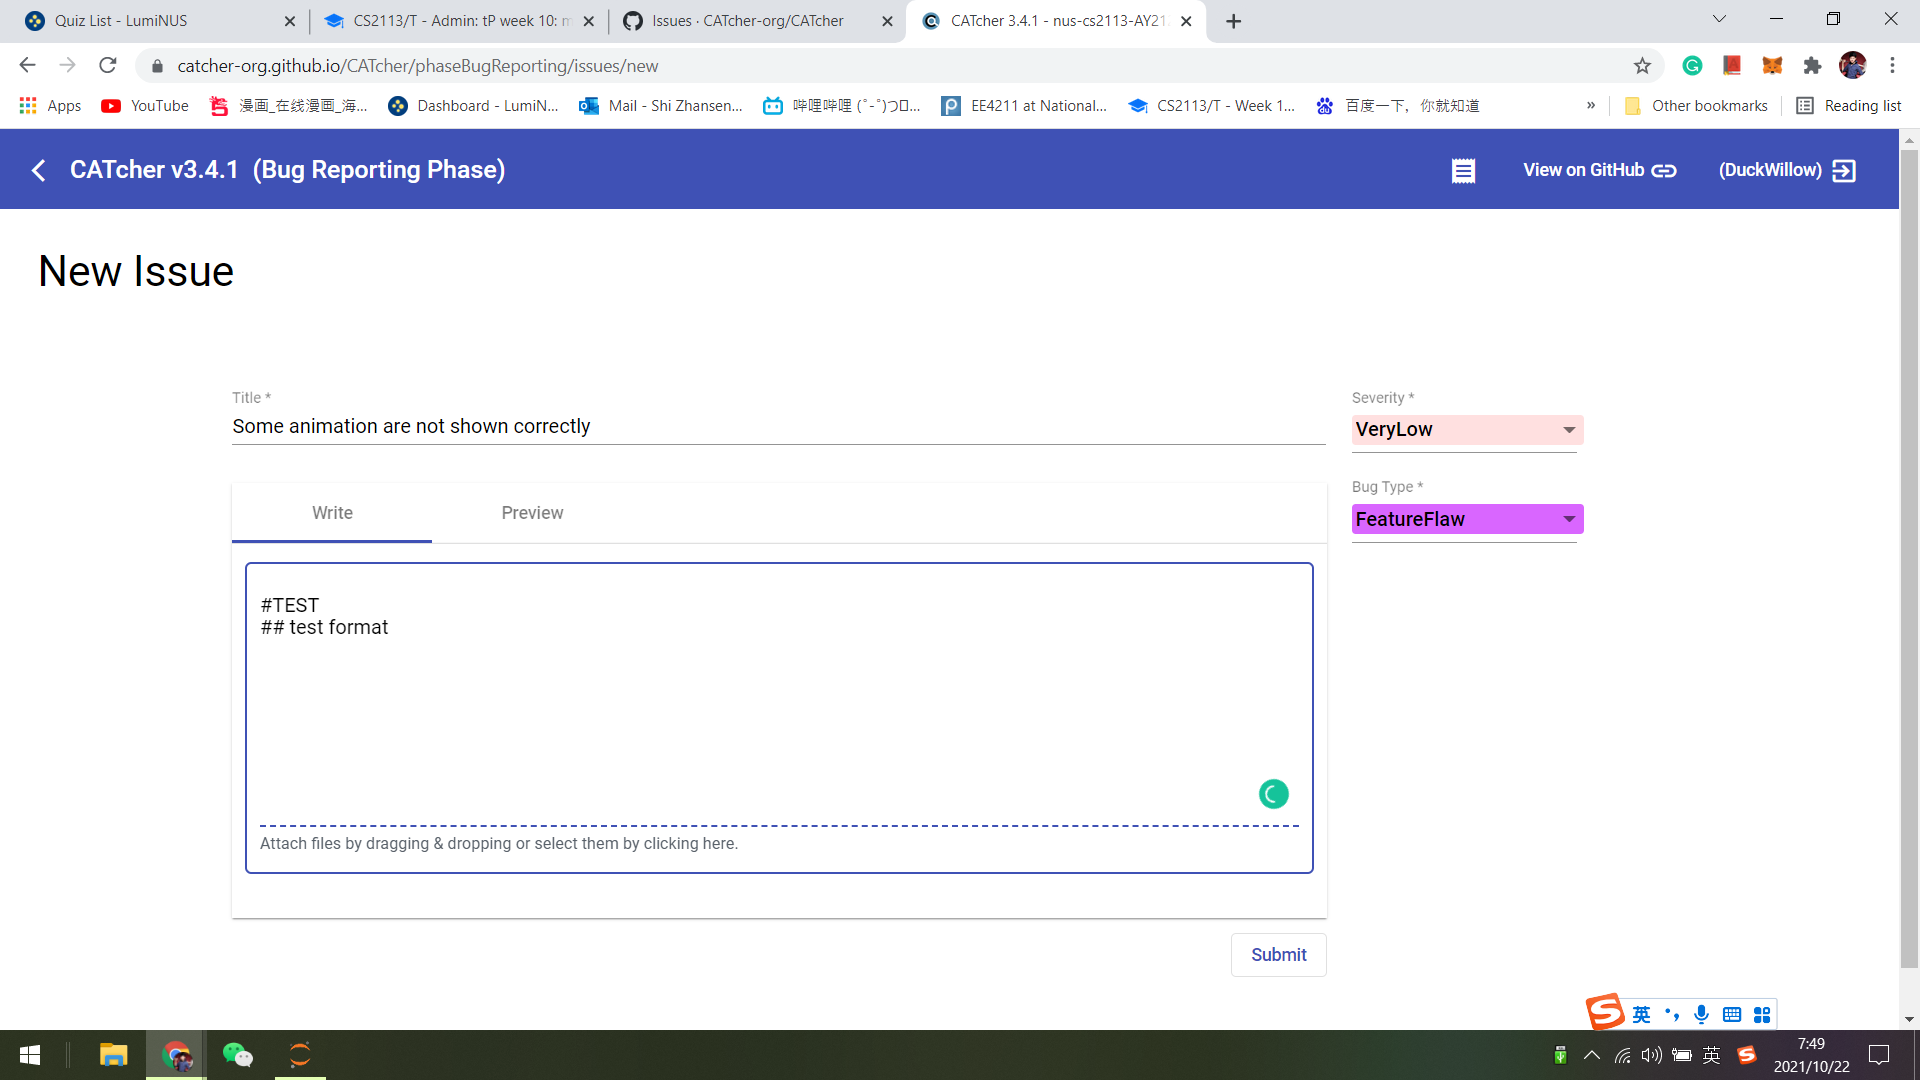 Quiz List - LumiNUS
CS2113/T - Admin: tP week 10: m
Issues · CATcher-org/CATcher
CATcher 3.4.1 - nus-cs2113-AY21
catcher-org.github.io/CATcher/phaseBugReporting/issues/new
Apps
YouTube
漫画_在线漫画_海...
Dashboard - LumiN...
Mail - Shi Zhansen...
哔哩哔哩 (゜-゜)つロ...
EE4211 at National...
CS2113/T - Week 1...
百度一下，你就知道
»
Other bookmarks
Reading list
CATcher v3.4.1 (Bug Reporting Phase)
View on GitHub
(DuckWillow)
New Issue
Title *
Some animation are not shown correctly
Severity *
VeryLow
Bug Type *
FeatureFlaw
Write
Preview
#TEST
## test format
Attach files by dragging & dropping or select them by clicking here.
Submit
英
英
7:49
2021/10/22